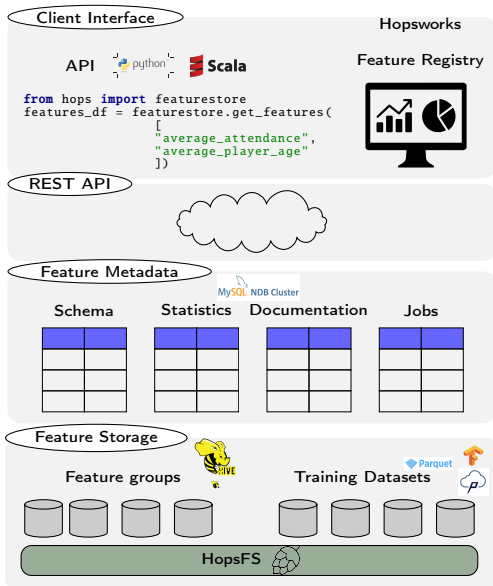 Client Interface
Hopsworks
API
python
Scala
Feature Registry
from hops import featurestore
features_df = featurestore.get_features(
[
"average_attendance",
"average_player_age"
])
REST API
Feature Metadata
MySQL NDB Cluster
Schema
Statistics
Documentation
Jobs
Feature Storage
HIVE
Parquet
Feature groups
Training Datasets
HopsFS